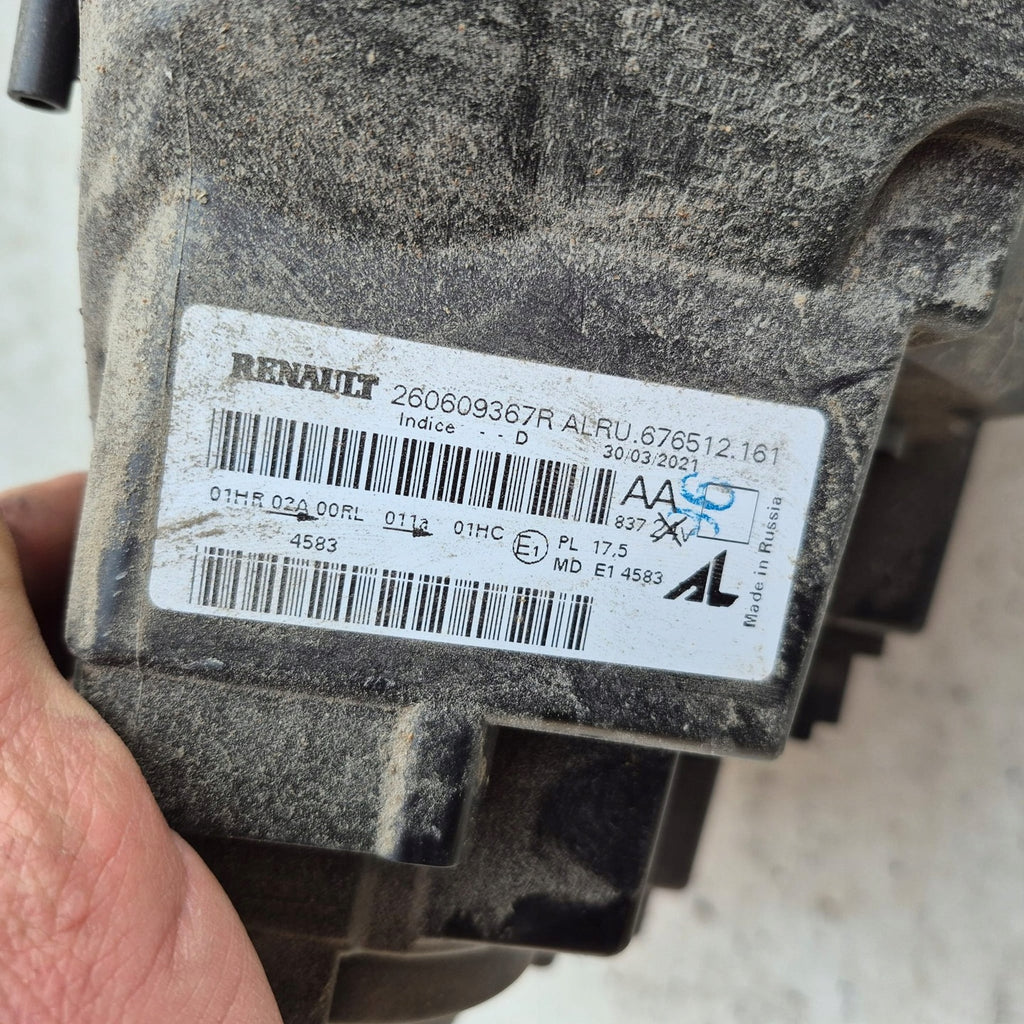 RENAULT 260609367R ALRU.676512.161
Indice - - D 30/03/2021
AA 96
01HR 02A 00RL 011a 01HC E1 PL 17,5 837
4583 MD E1 4583
AL
Made in Russia